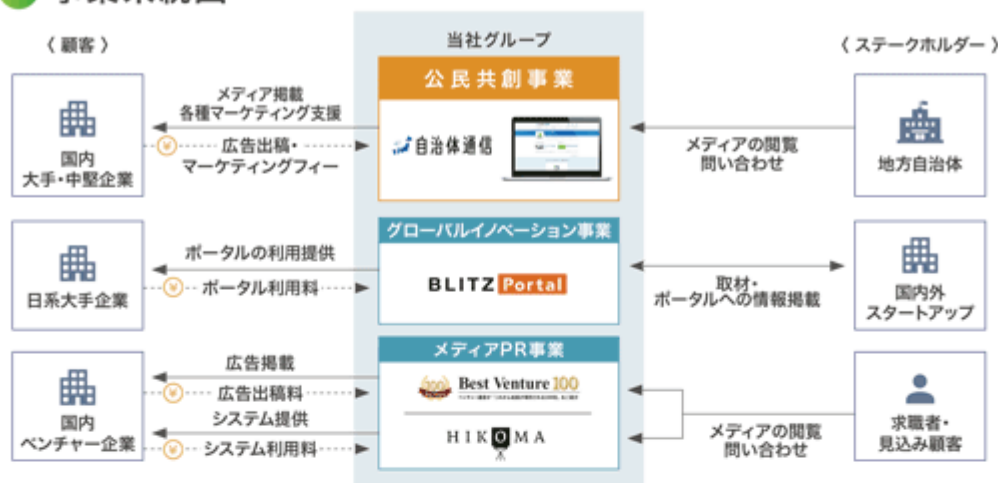 事業系統図
〈 顧客 〉
当社グループ
〈 ステークホルダー 〉
国内
大手・中堅企業
メディア掲載
各種マーケティング支援
¥
広告出稿・
マーケティングフィー
公民共創事業
自治体通信
メディアの閲覧
問い合わせ
地方自治体
日系大手企業
ポータルの利用提供
¥
ポータル利用料
グローバルイノベーション事業
BLITZ Portal
取材・
ポータルへの情報掲載
国内外
スタートアップ
国内
ベンチャー企業
広告掲載
¥
広告出稿料
システム提供
¥
システム利用料
メディアPR事業
100
Best Venture 100
HIKOMA
メディアの閲覧
問い合わせ
求職者・
見込み顧客